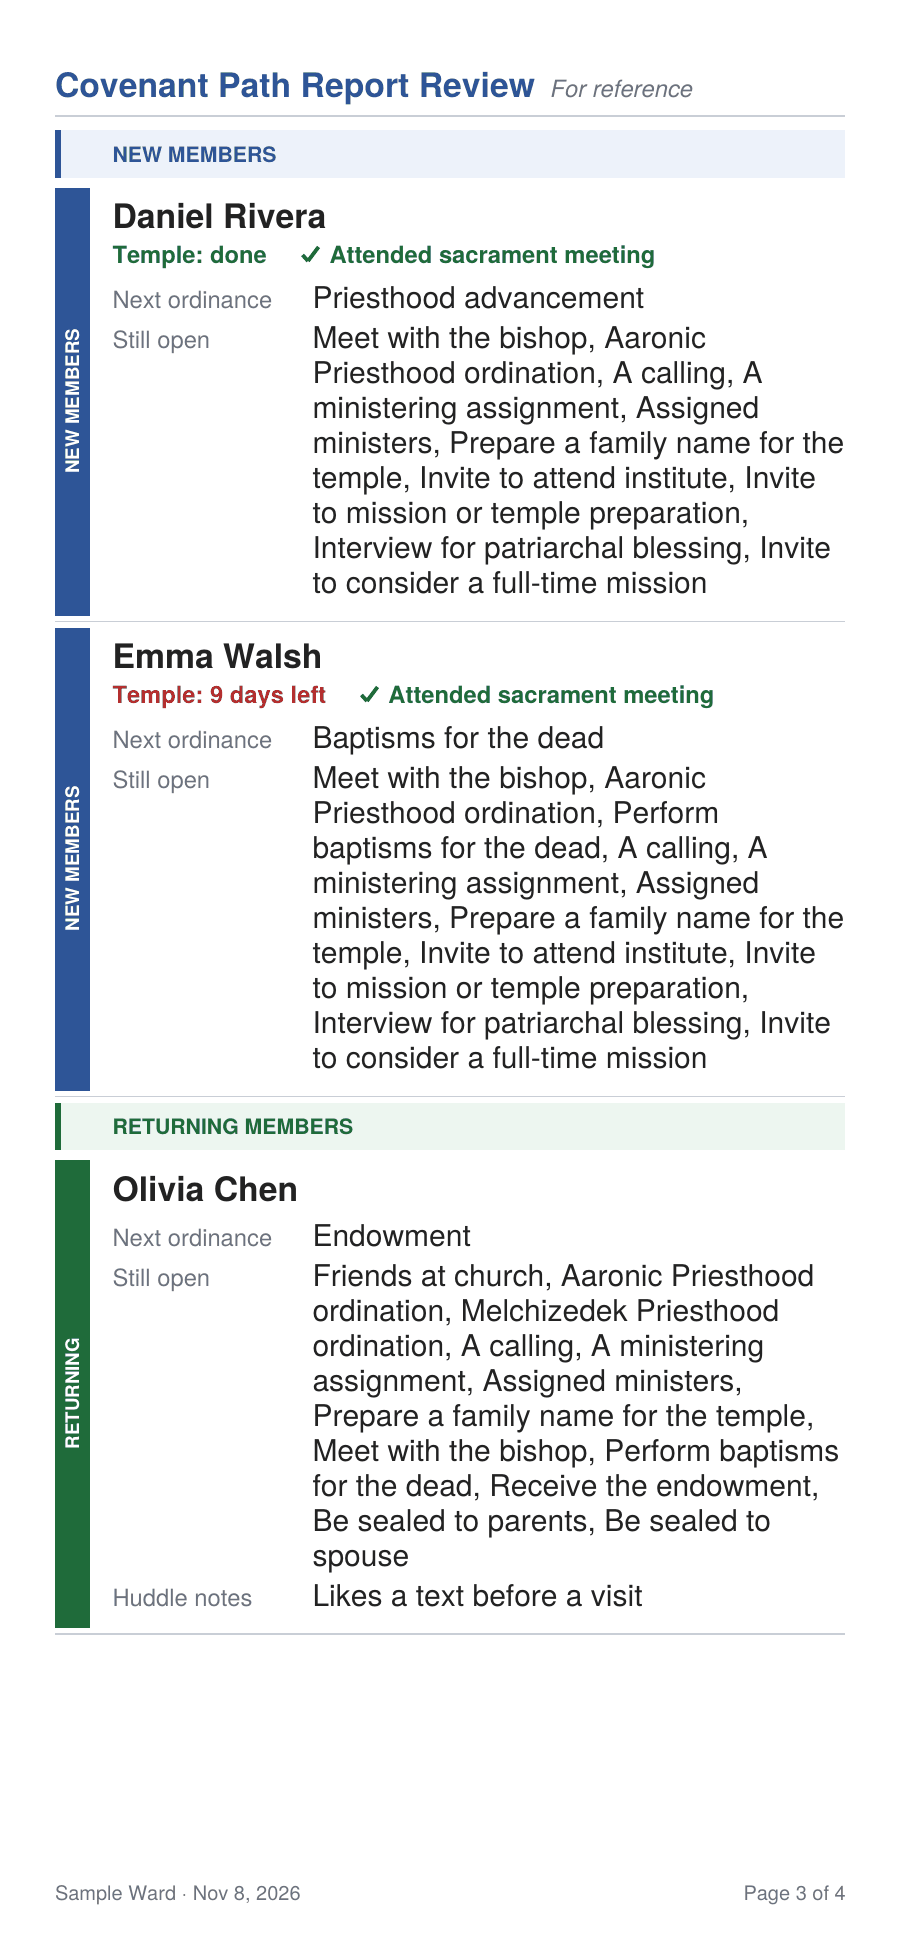 Covenant Path Report Review For reference
NEW MEMBERS
NEW MEMBERS
Daniel Rivera
Temple: done ✓ Attended sacrament meeting
Next ordinance Priesthood advancement
Still open Meet with the bishop, Aaronic
Priesthood ordination, A calling, A
ministering assignment, Assigned
ministers, Prepare a family name for the
temple, Invite to attend institute, Invite
to mission or temple preparation,
Interview for patriarchal blessing, Invite
to consider a full-time mission
NEW MEMBERS
Emma Walsh
Temple: 9 days left ✓ Attended sacrament meeting
Next ordinance Baptisms for the dead
Still open Meet with the bishop, Aaronic
Priesthood ordination, Perform
baptisms for the dead, A calling, A
ministering assignment, Assigned
ministers, Prepare a family name for the
temple, Invite to attend institute, Invite
to mission or temple preparation,
Interview for patriarchal blessing, Invite
to consider a full-time mission
RETURNING MEMBERS
RETURNING
Olivia Chen
Next ordinance Endowment
Still open Friends at church, Aaronic Priesthood
ordination, Melchizedek Priesthood
ordination, A calling, A ministering
assignment, Assigned ministers,
Prepare a family name for the temple,
Meet with the bishop, Perform baptisms
for the dead, Receive the endowment,
Be sealed to parents, Be sealed to
spouse
Huddle notes Likes a text before a visit
Sample Ward · Nov 8, 2026 Page 3 of 4